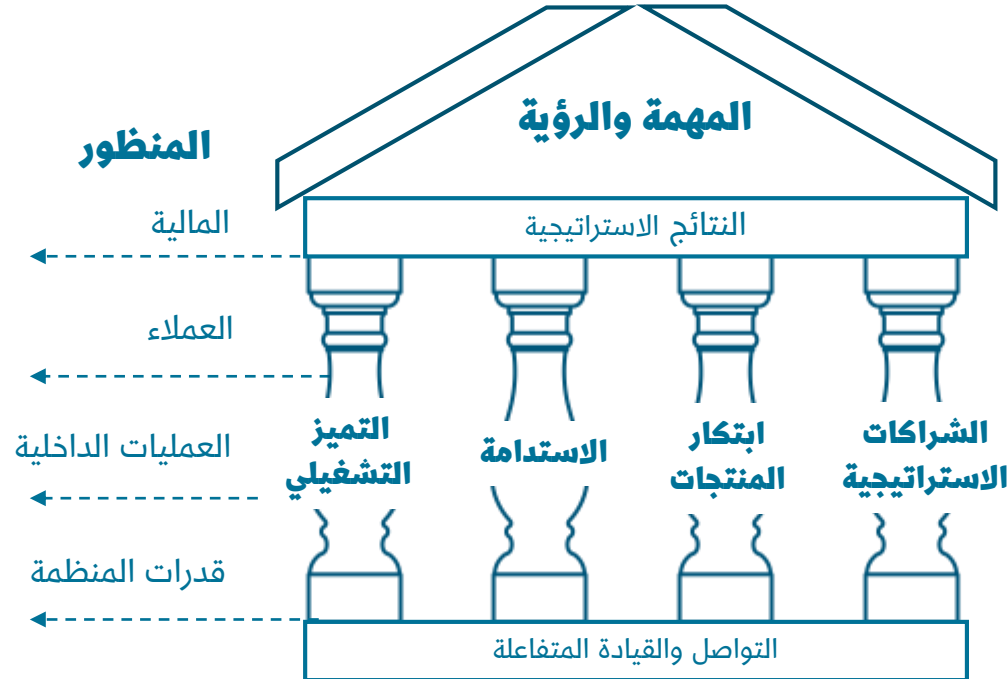 المهمة والرؤية
المنظور
النتائج الاستراتيجية
المالية
العملاء
الشراكات
الاستراتيجية
ابتكار
المنتجات
الاستدامة
التميز
التشغيلي
العمليات الداخلية
قدرات المنظمة
التواصل والقيادة المتفاعلة